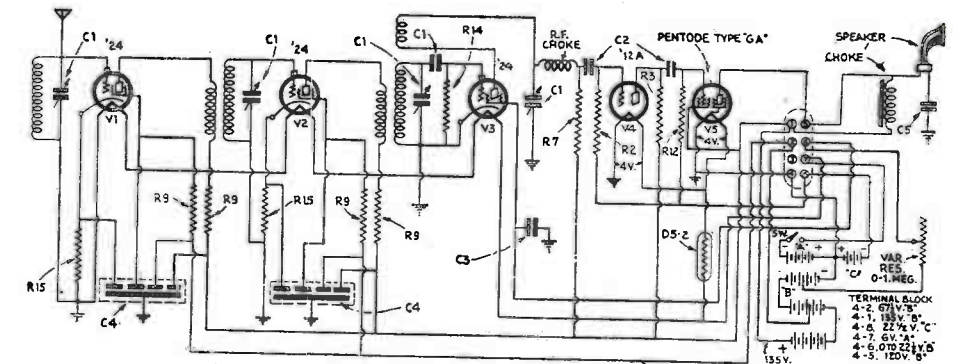 C1
'24
C1
'24
C1
C1
R14
'24
R.F.
CHOKE
C2
'12A
PENTODE TYPE "GA"
SPEAKER
CHOKE
V1
V2
V3
C1
R7
R3
V4
R2
4V.
R12
V5
4V.
C5
R9
R9
R15
R9
R9
C3
D5-2
R15
C4
C4
SW.
"A"
"C"
"B"
VAR.
RES.
0-1. MEG.
135V.
TERMINAL BLOCK
4-2. 67½V."B"
4-1. 135V. "B"
4-8. 22½V. "C"
4-7. 6V. "A"
4-6. 0 TO 22½V.B
4-5. 120V. "B"